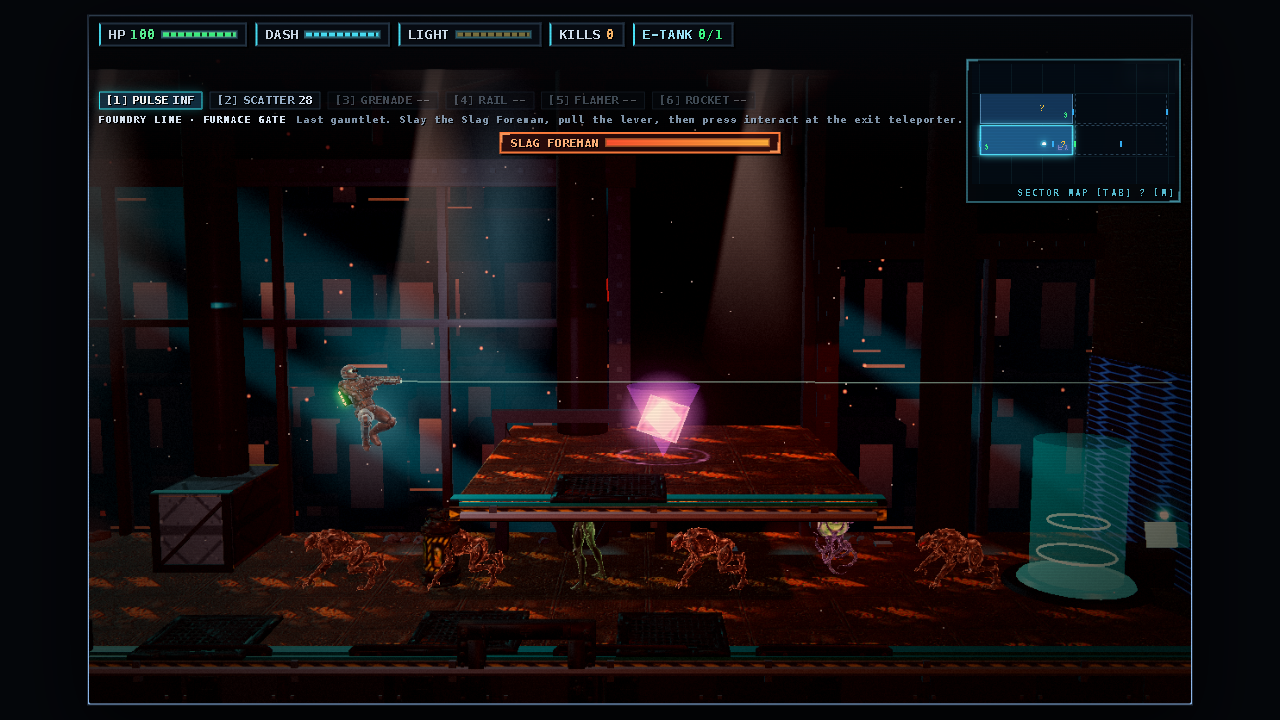 HP 100 DASH LIGHT KILLS 0 E-TANK 0/1
[1] PULSE INF [2] SCATTER 28 [3] GRENADE -- [4] RAIL -- [5] FLAMER -- [6] ROCKET --
FOUNDRY LINE · FURNACE GATE Last gauntlet. Slay the Slag Foreman, pull the lever, then press interact at the exit teleporter.
SLAG FOREMAN
?
3
3
?
SECTOR MAP [TAB] ? [M]